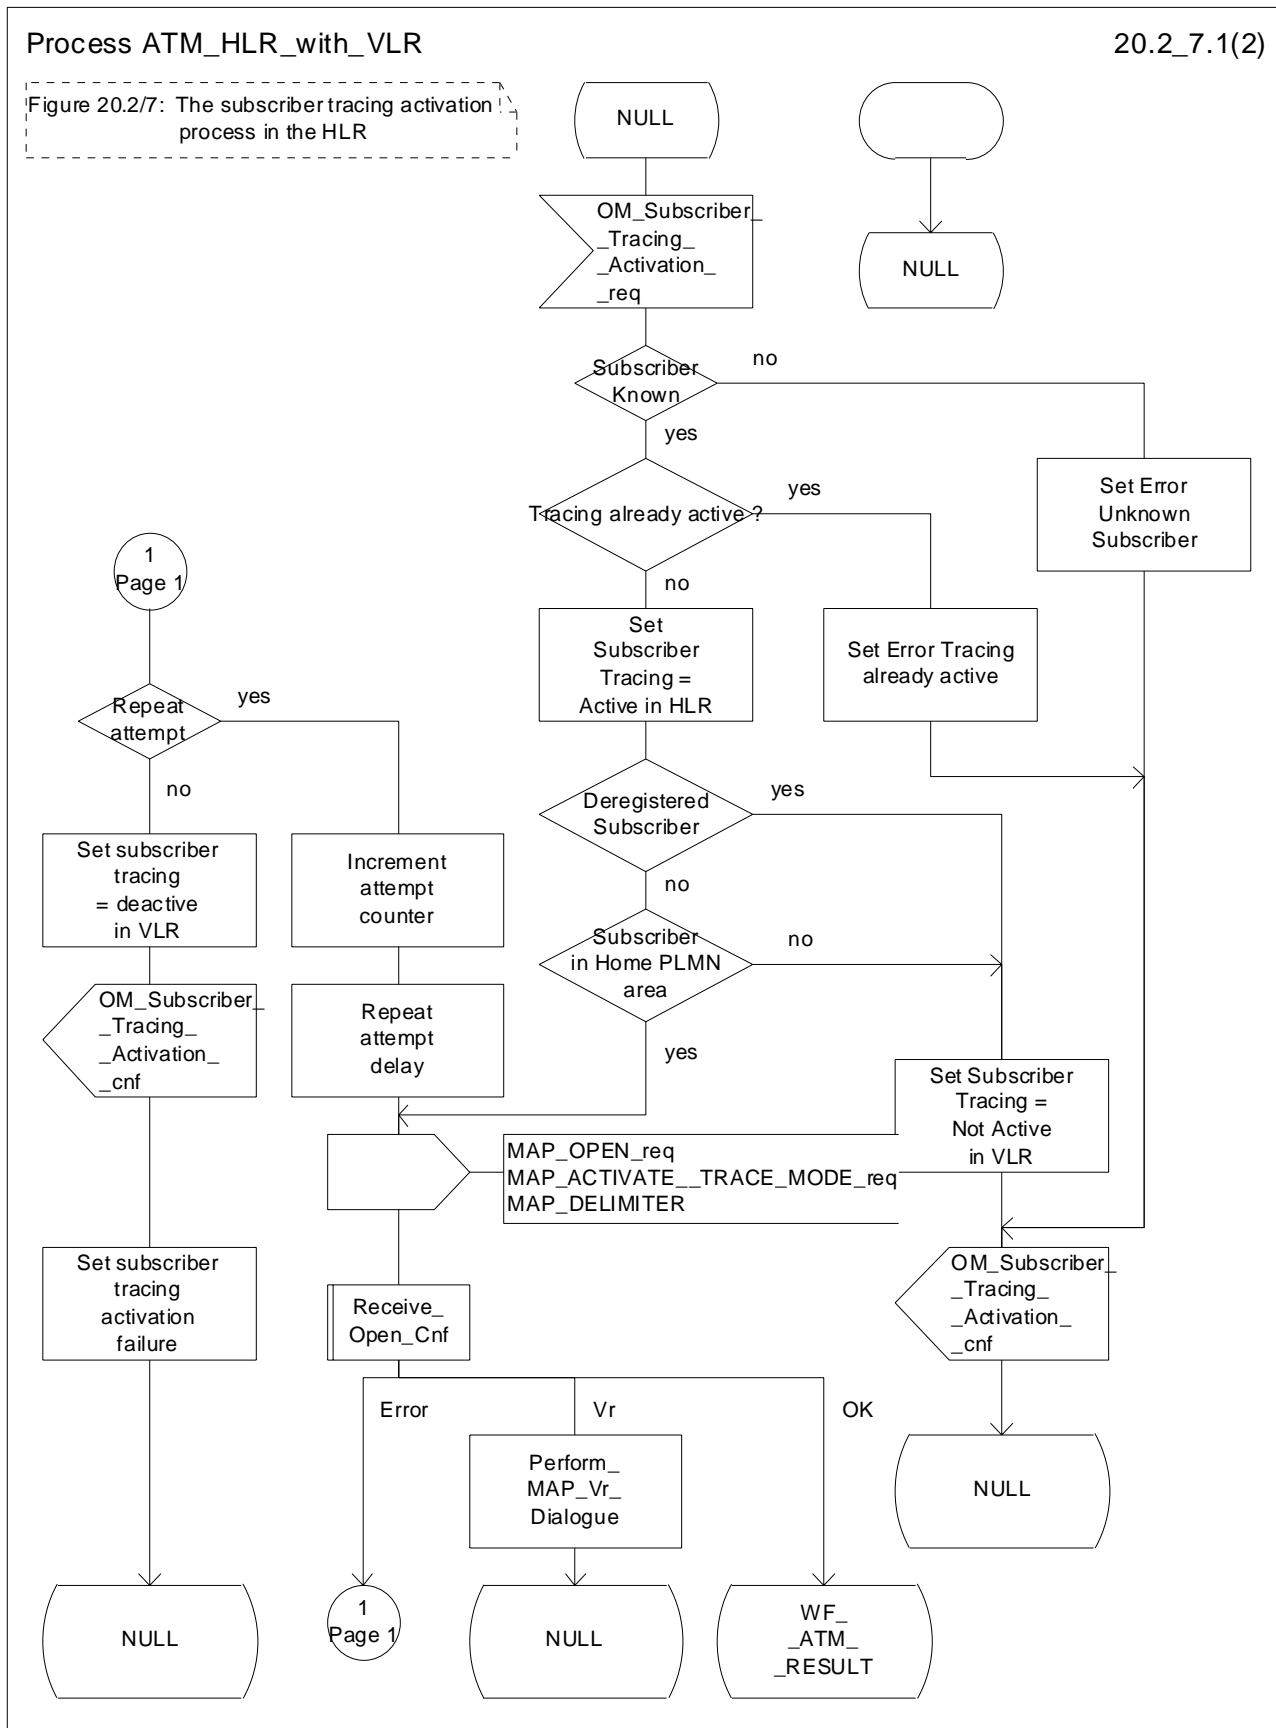 Process ATM_HLR_with_VLR
20.2_7.1(2)
Figure 20.2/7: The subscriber tracing activation
process in the HLR
NULL
NULL
OM_Subscriber_
_Tracing_
_Activation_
_req
Subscriber
Known
no
yes
Tracing already active ?
yes
no
Set Error
Unknown
Subscriber
Set
Subscriber
Tracing =
Active in HLR
Set Error Tracing
already active
1
Page 1
Repeat
attempt
yes
no
Deregistered
Subscriber
yes
no
Set subscriber
tracing
= deactive
in VLR
Increment
attempt
counter
Subscriber
in Home PLMN
area
no
yes
OM_Subscriber_
_Tracing_
_Activation_
_cnf
Repeat
attempt
delay
Set Subscriber
Tracing =
Not Active
in VLR
MAP_OPEN_req
MAP_ACTIVATE__TRACE_MODE_req
MAP_DELIMITER
Set subscriber
tracing
activation
failure
Receive_
Open_Cnf
OM_Subscriber_
_Tracing_
_Activation_
_cnf
Error
Vr
OK
Perform_
MAP_Vr_
Dialogue
NULL
NULL
1
Page 1
NULL
WF_
_ATM_
_RESULT